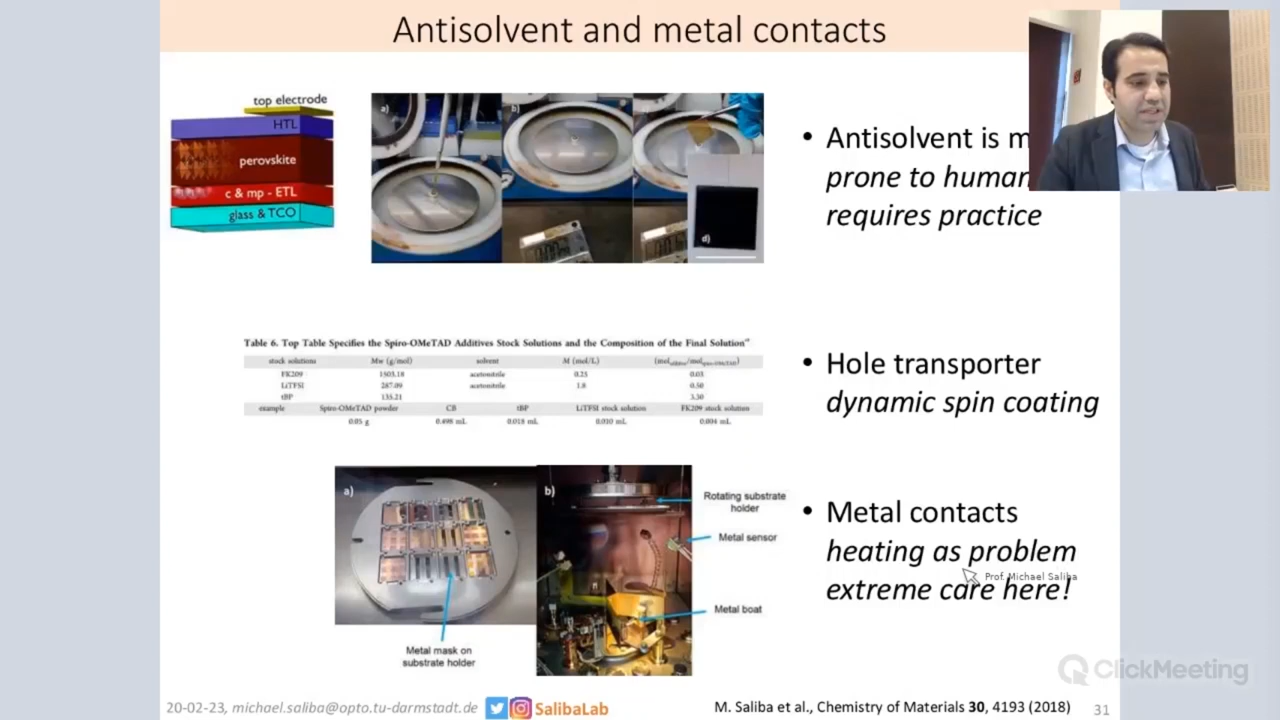 Antisolvent and metal contacts
top electrode
HTL
perovskite
c & mp - ETL
glass & TCO
a)
b)
d)
• Antisolvent is m
prone to human
requires practice
Table 6. Top Table Specifies the Spiro-OMeTAD Additives Stock Solutions and the Composition of the Final Solution
stock solutions Mw (g/mol) solvent M (mol/L) (mol additive/mol spiro-OMeTAD)
FK209 1503.18 acetonitrile 0.25 0.03
LiTFSI 287.09 acetonitrile 1.8 0.50
tBP 135.21 3.30
example Spiro-OMeTAD powder CB tBP LiTFSI stock solution FK209 stock solution
0.05 g 0.498 mL 0.018 mL 0.010 mL 0.004 mL
• Hole transporter
dynamic spin coating
a)
b)
Rotating substrate
holder
Metal sensor
Metal boat
Metal mask on
substrate holder
• Metal contacts
heating as problem
Prof. Michael Saliba
extreme care here!
ClickMeeting
20-02-23, michael.saliba@opto.tu-darmstadt.de
SalibaLab
M. Saliba et al., Chemistry of Materials 30, 4193 (2018)
31